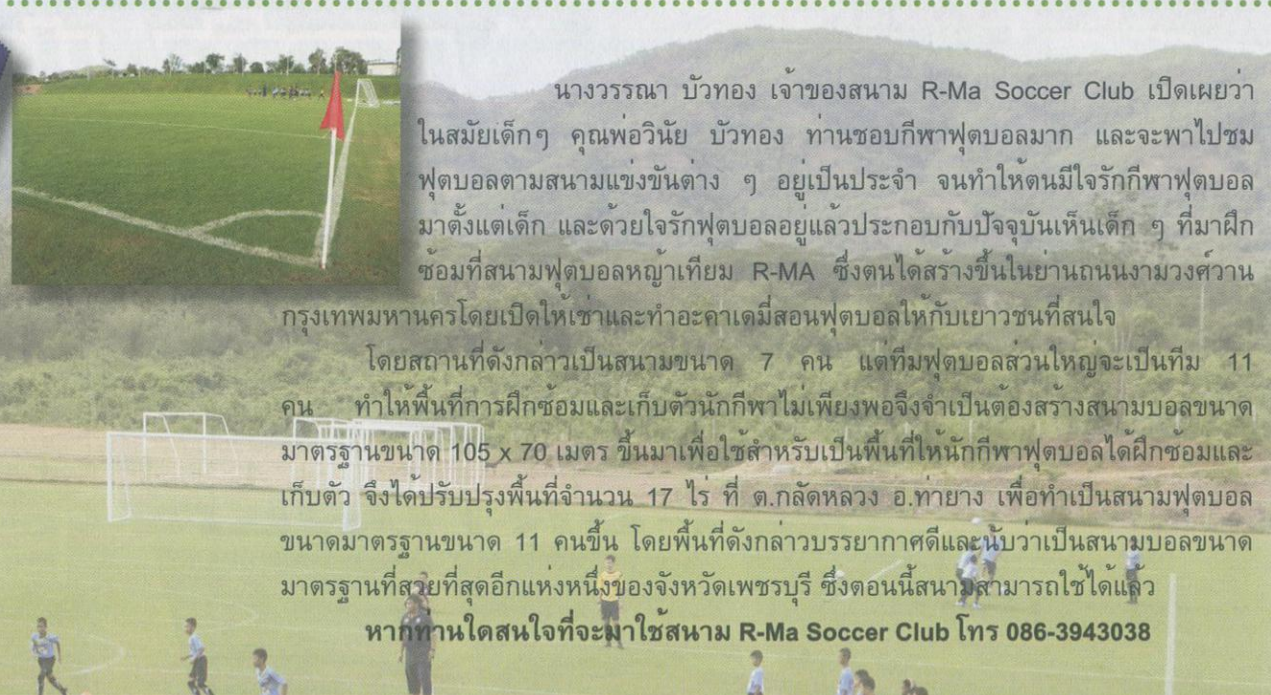 นางวรรณา บัวทอง เจ้าของสนาม R-Ma Soccer Club เปิดเผยว่า
ในสมัยเด็กๆ คุณพ่อวินัย บัวทอง ท่านชอบกีฬาฟุตบอลมาก และจะพาไปชม
ฟุตบอลตามสนามแข่งขันต่าง ๆ อยู่เป็นประจำ จนทำให้ตนมีใจรักกีฬาฟุตบอล
มาตั้งแต่เด็ก และด้วยใจรักฟุตบอลอยู่แล้วประกอบกับปัจจุบันเห็นเด็ก ๆ ที่มาฝึก
ซ้อมที่สนามฟุตบอลหญ้าเทียม R-MA ซึ่งตนได้สร้างขึ้นในย่านถนนงามวงศ์วาน
กรุงเทพมหานครโดยเปิดให้เช่าและทำอะคาเดมี่สอนฟุตบอลให้กับเยาวชนที่สนใจ
โดยสถานที่ดังกล่าวเป็นสนามขนาด 7 คน แต่ทีมฟุตบอลส่วนใหญ่จะเป็นทีม 11
คน ทำให้พื้นที่การฝึกซ้อมและเก็บตัวนักกีฬาไม่เพียงพอจึงจำเป็นต้องสร้างสนามบอลขนาด
มาตรฐานขนาด 105 x 70 เมตร ขึ้นมาเพื่อใช้สำหรับเป็นพื้นที่ให้นักกีฬาฟุตบอลได้ฝึกซ้อมและ
เก็บตัว จึงได้ปรับปรุงพื้นที่จำนวน 17 ไร่ ที่ ต.กลัดหลวง อ.ท่ายาง เพื่อทำเป็นสนามฟุตบอล
ขนาดมาตรฐานขนาด 11 คนขึ้น โดยพื้นที่ดังกล่าวบรรยากาศดีและนับว่าเป็นสนามบอลขนาด
มาตรฐานที่สวยที่สุดอีกแห่งหนึ่งของจังหวัดเพชรบุรี ซึ่งตอนนี้สนามสามารถใช้ได้แล้ว
หากท่านใดสนใจที่จะมาใช้สนาม R-Ma Soccer Club โทร 086-3943038